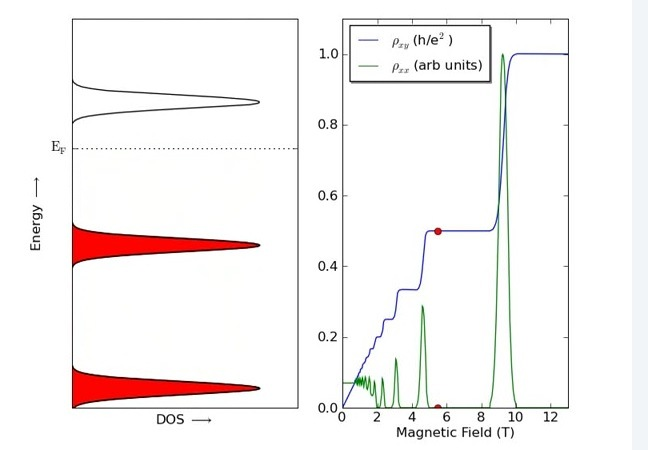 E_F
Energy →
DOS →
ρ_xy (h/e²)
ρ_xx (arb units)
1.0
0.8
0.6
0.4
0.2
0.0
0 2 4 6 8 10 12
Magnetic Field (T)